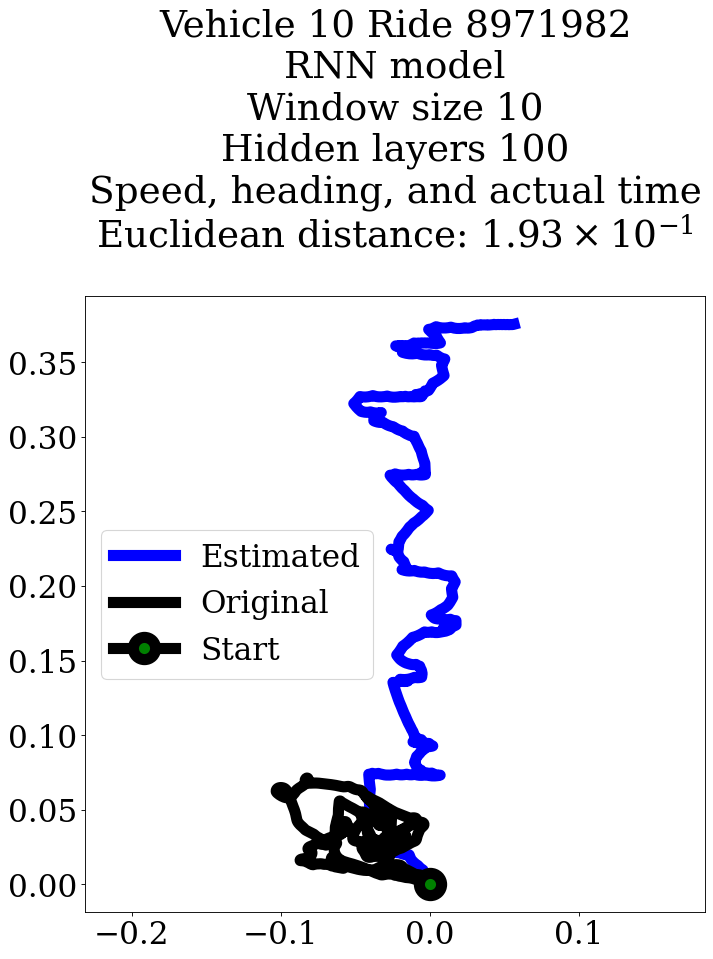 Vehicle 10 Ride 8971982
RNN model
Window size 10
Hidden layers 100
Speed, heading, and actual time
Euclidean distance: 1.93 × 10⁻¹
0.35
0.30
0.25
0.20
0.15
0.10
0.05
0.00
Estimated
Original
Start
−0.2
−0.1
0.0
0.1